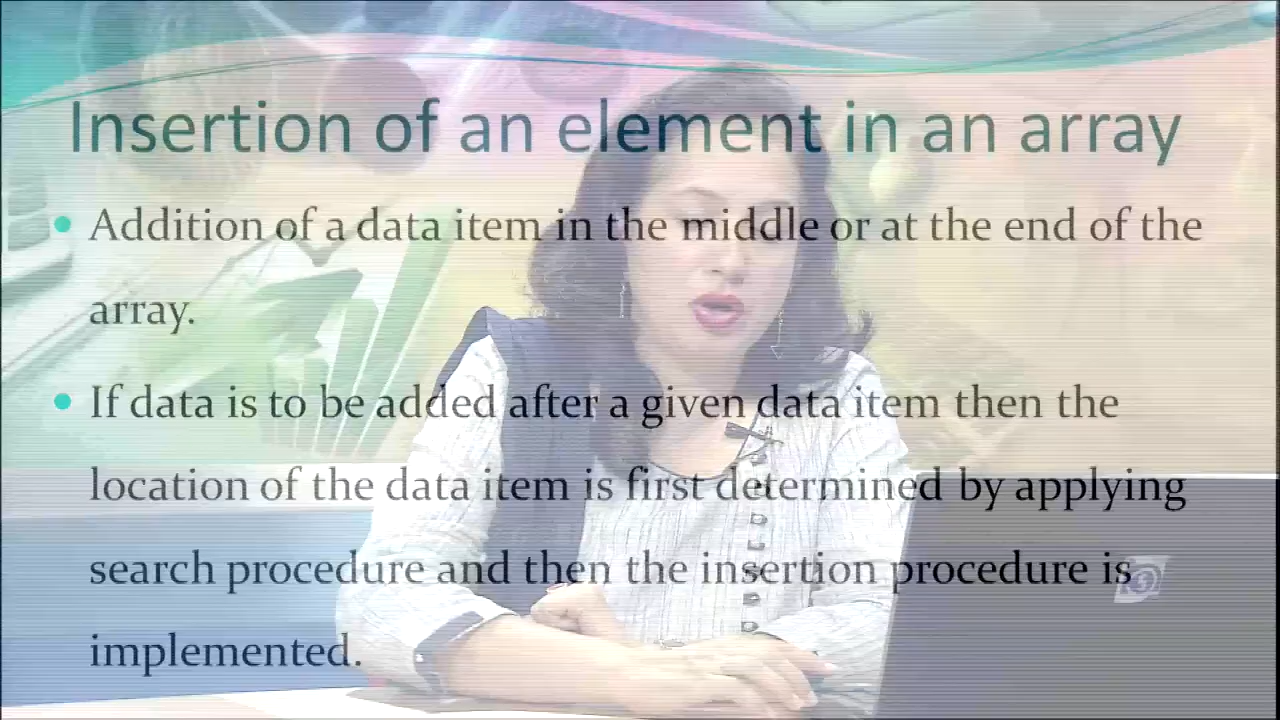 Insertion of an element in an array
Addition of a data item in the middle or at the end of the
array.
If data is to be added after a given data item then the
location of the data item is first determined by applying
search procedure and then the insertion procedure is
implemented.